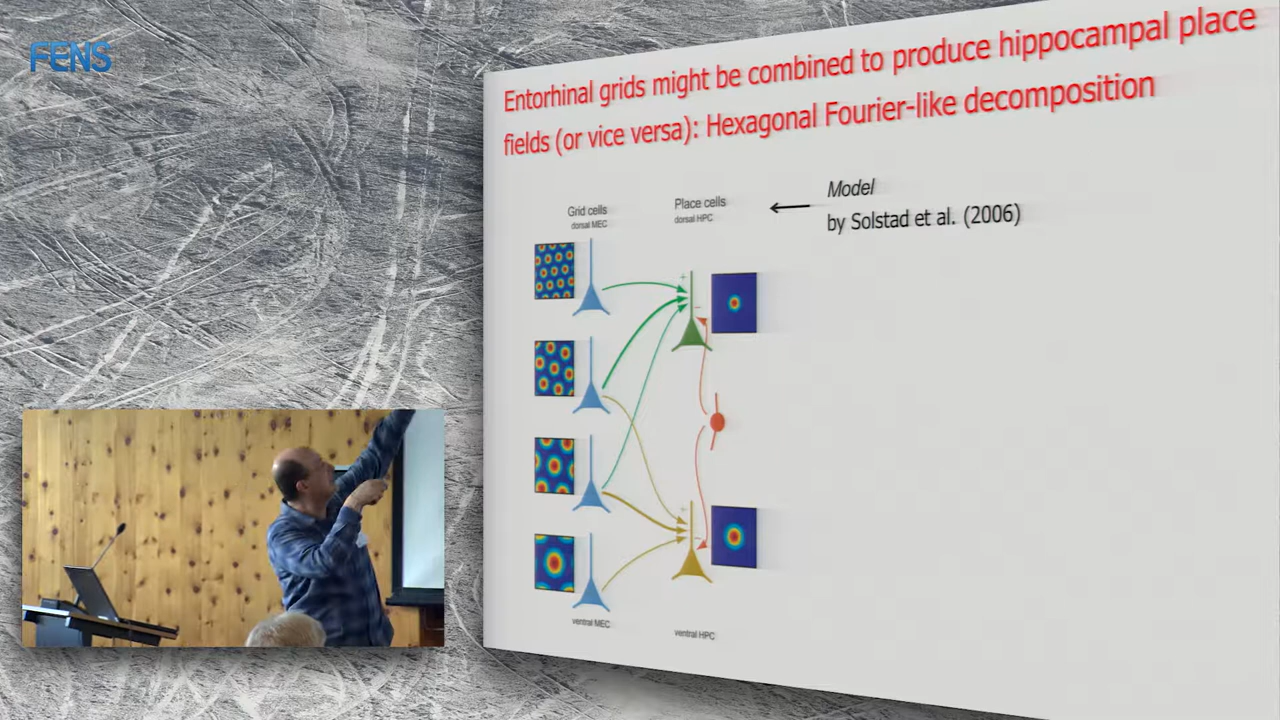 FENS
Entorhinal grids might be combined to produce hippocampal place
fields (or vice versa): Hexagonal Fourier-like decomposition
Model
by Solstad et al. (2006)
Grid cells
dorsal MEC
Place cells
dorsal HPC
+
−
+
−
ventral MEC
ventral HPC